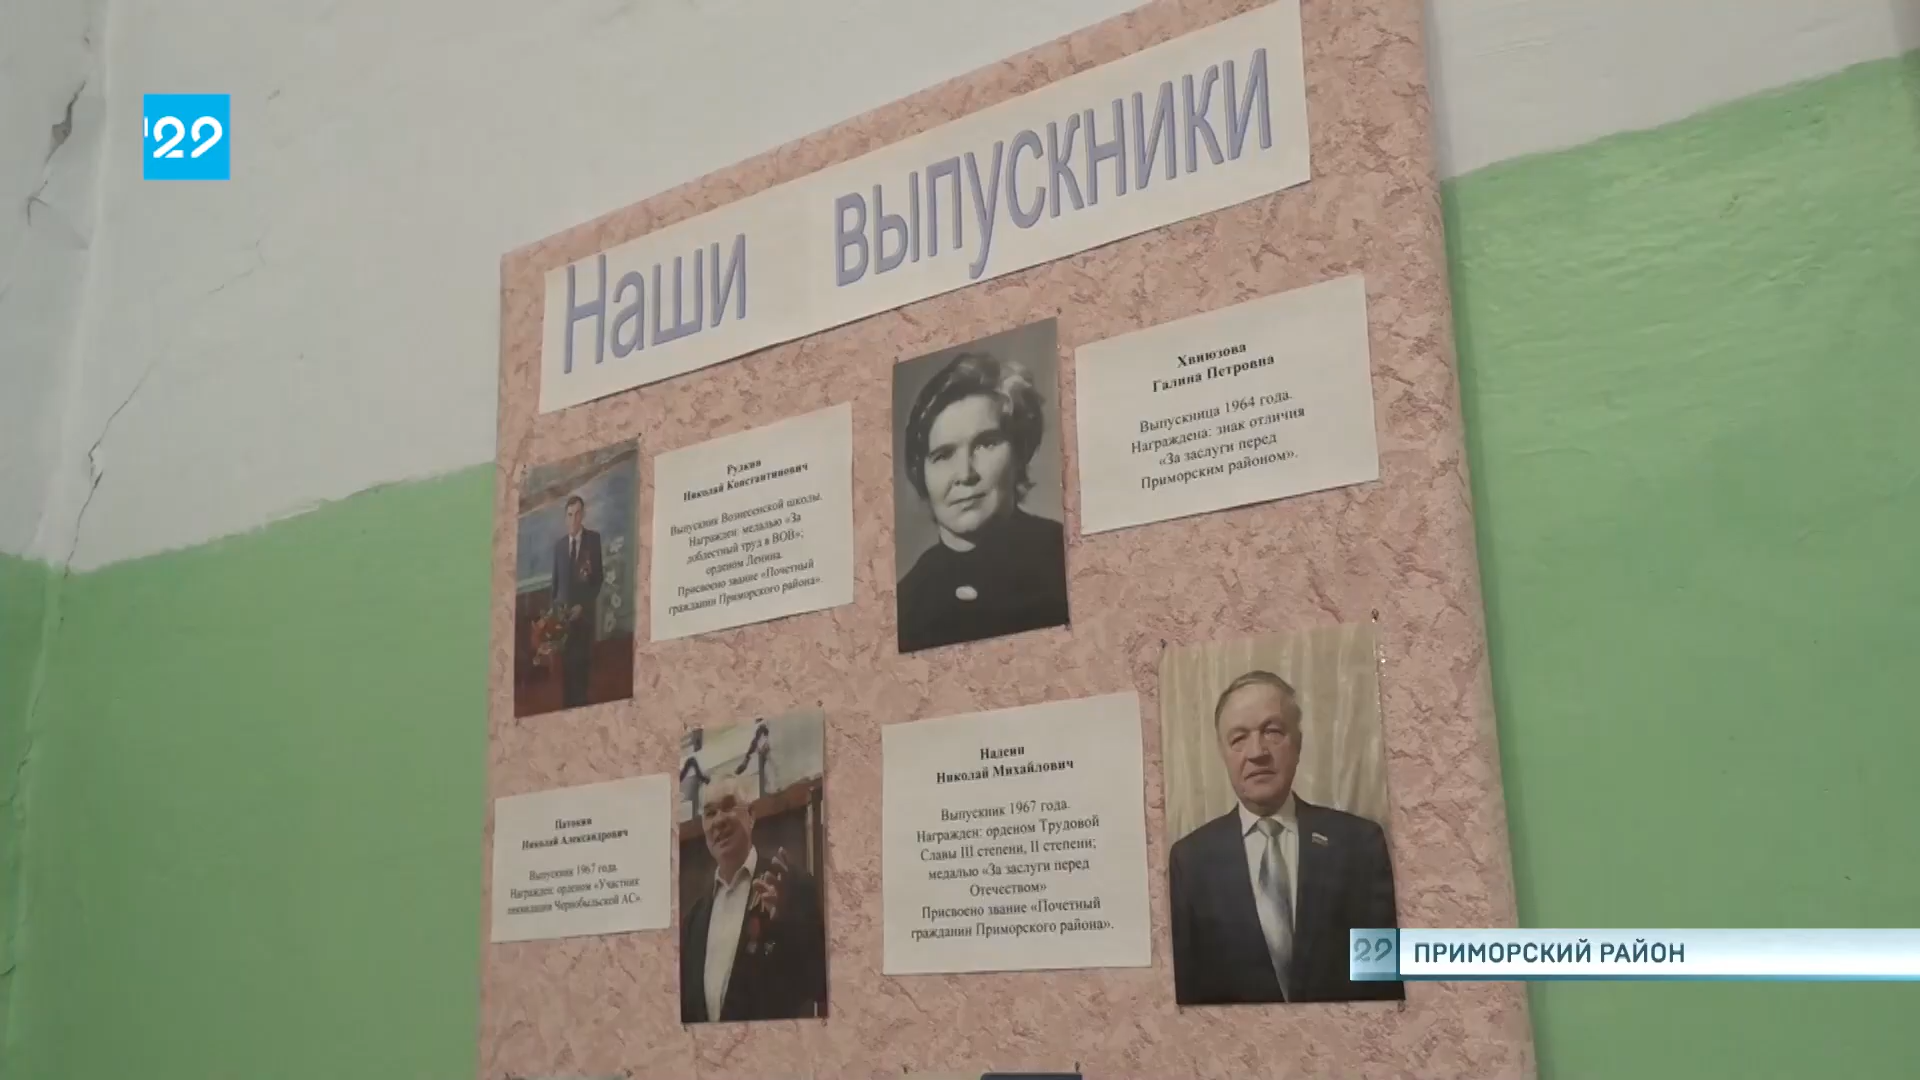 '29
Наши выпускники
Хвиюзова
Галина Петровна
Выпускница 1964 года.
Награждена: знак отличия
«За заслуги перед
Приморским районом».
Рудкин
Николай Константинович
Выпускник Вознесенской школы.
Награжден: медалью «За
доблестный труд в ВОВ»;
орденом Ленина.
Присвоено звание «Почетный
гражданин Приморского района».
Патокин
Николай Александрович
Выпускник 1967 года.
Награжден: орденом «Участник
ликвидации Чернобыльской АС».
Надеин
Николай Михайлович
Выпускник 1967 года.
Награжден: орденом Трудовой
Славы III степени, II степени;
медалью «За заслуги перед
Отечеством»
Присвоено звание «Почетный
гражданин Приморского района».
29 ПРИМОРСКИЙ РАЙОН